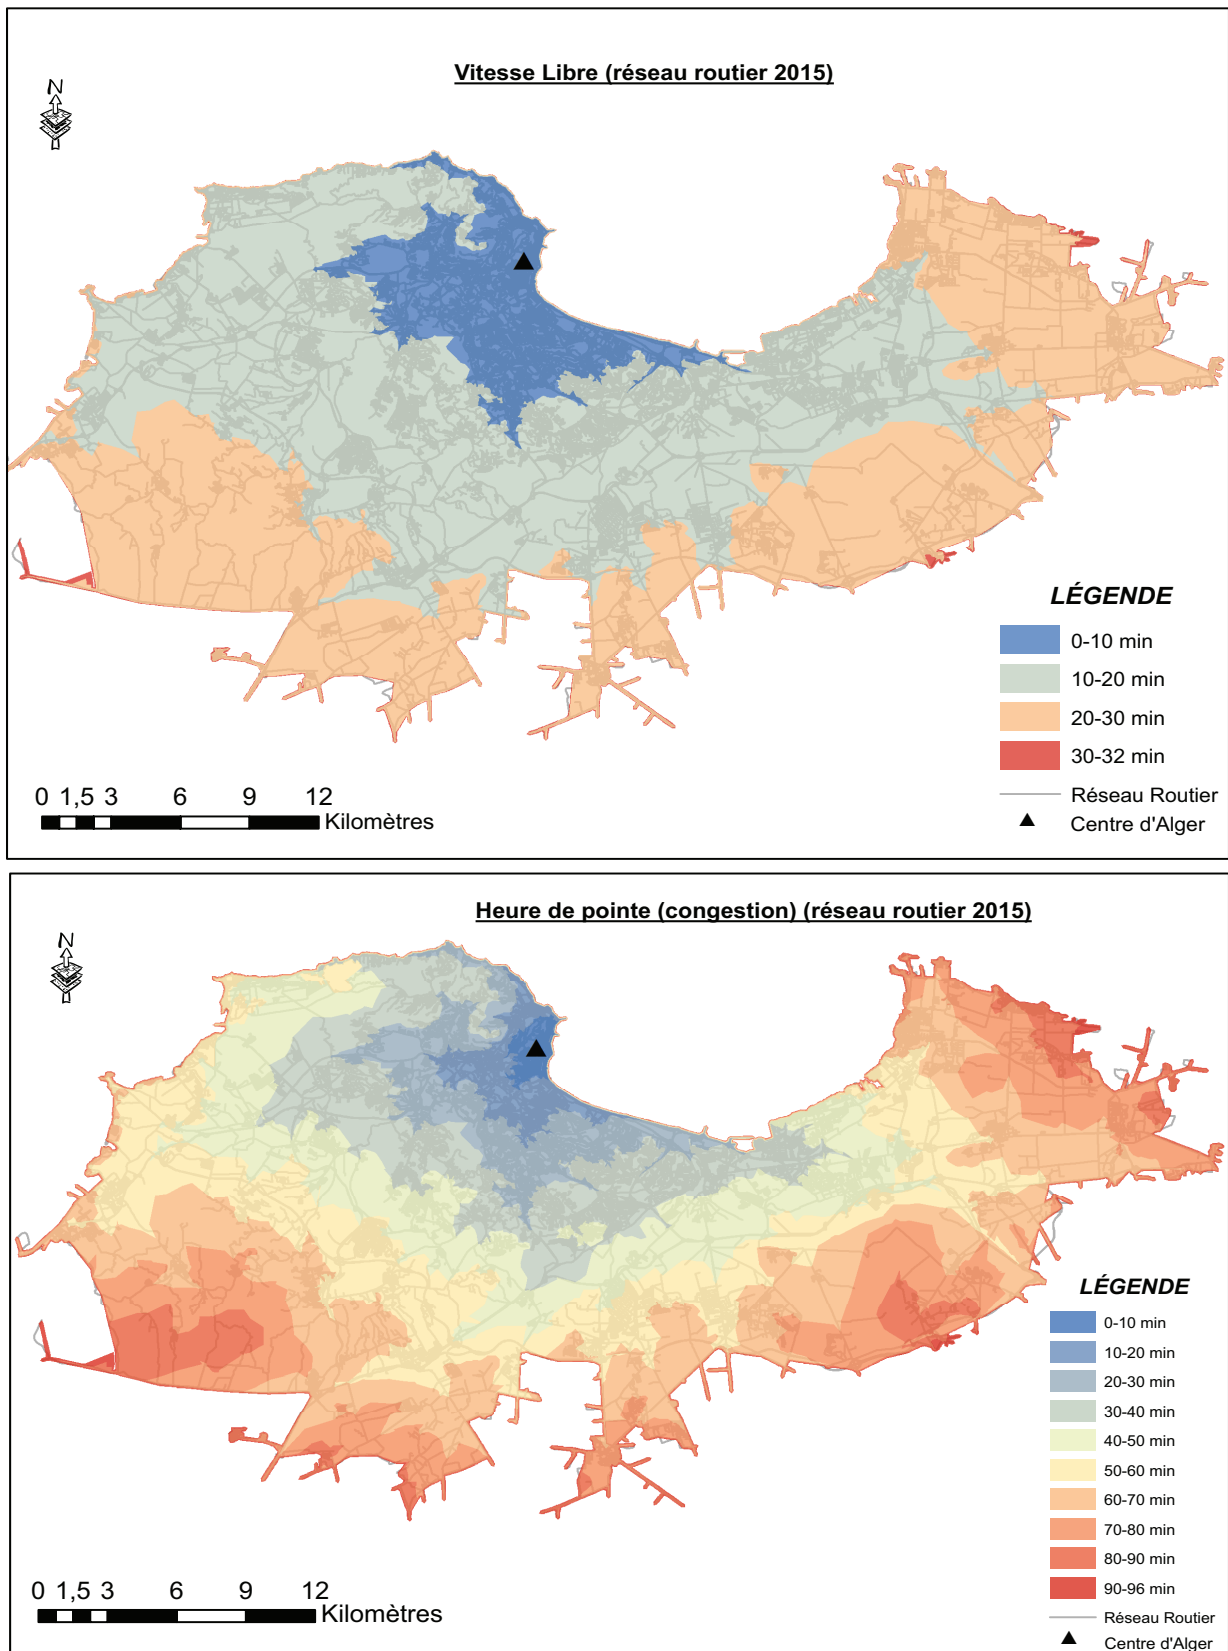 Vitesse Libre (réseau routier 2015)
N
LÉGENDE
0-10 min
10-20 min
20-30 min
30-32 min
Réseau Routier
Centre d'Alger
0 1,5 3 6 9 12
Kilomètres
Heure de pointe (congestion) (réseau routier 2015)
N
LÉGENDE
0-10 min
10-20 min
20-30 min
30-40 min
40-50 min
50-60 min
60-70 min
70-80 min
80-90 min
90-96 min
Réseau Routier
Centre d'Alger
0 1,5 3 6 9 12
Kilomètres